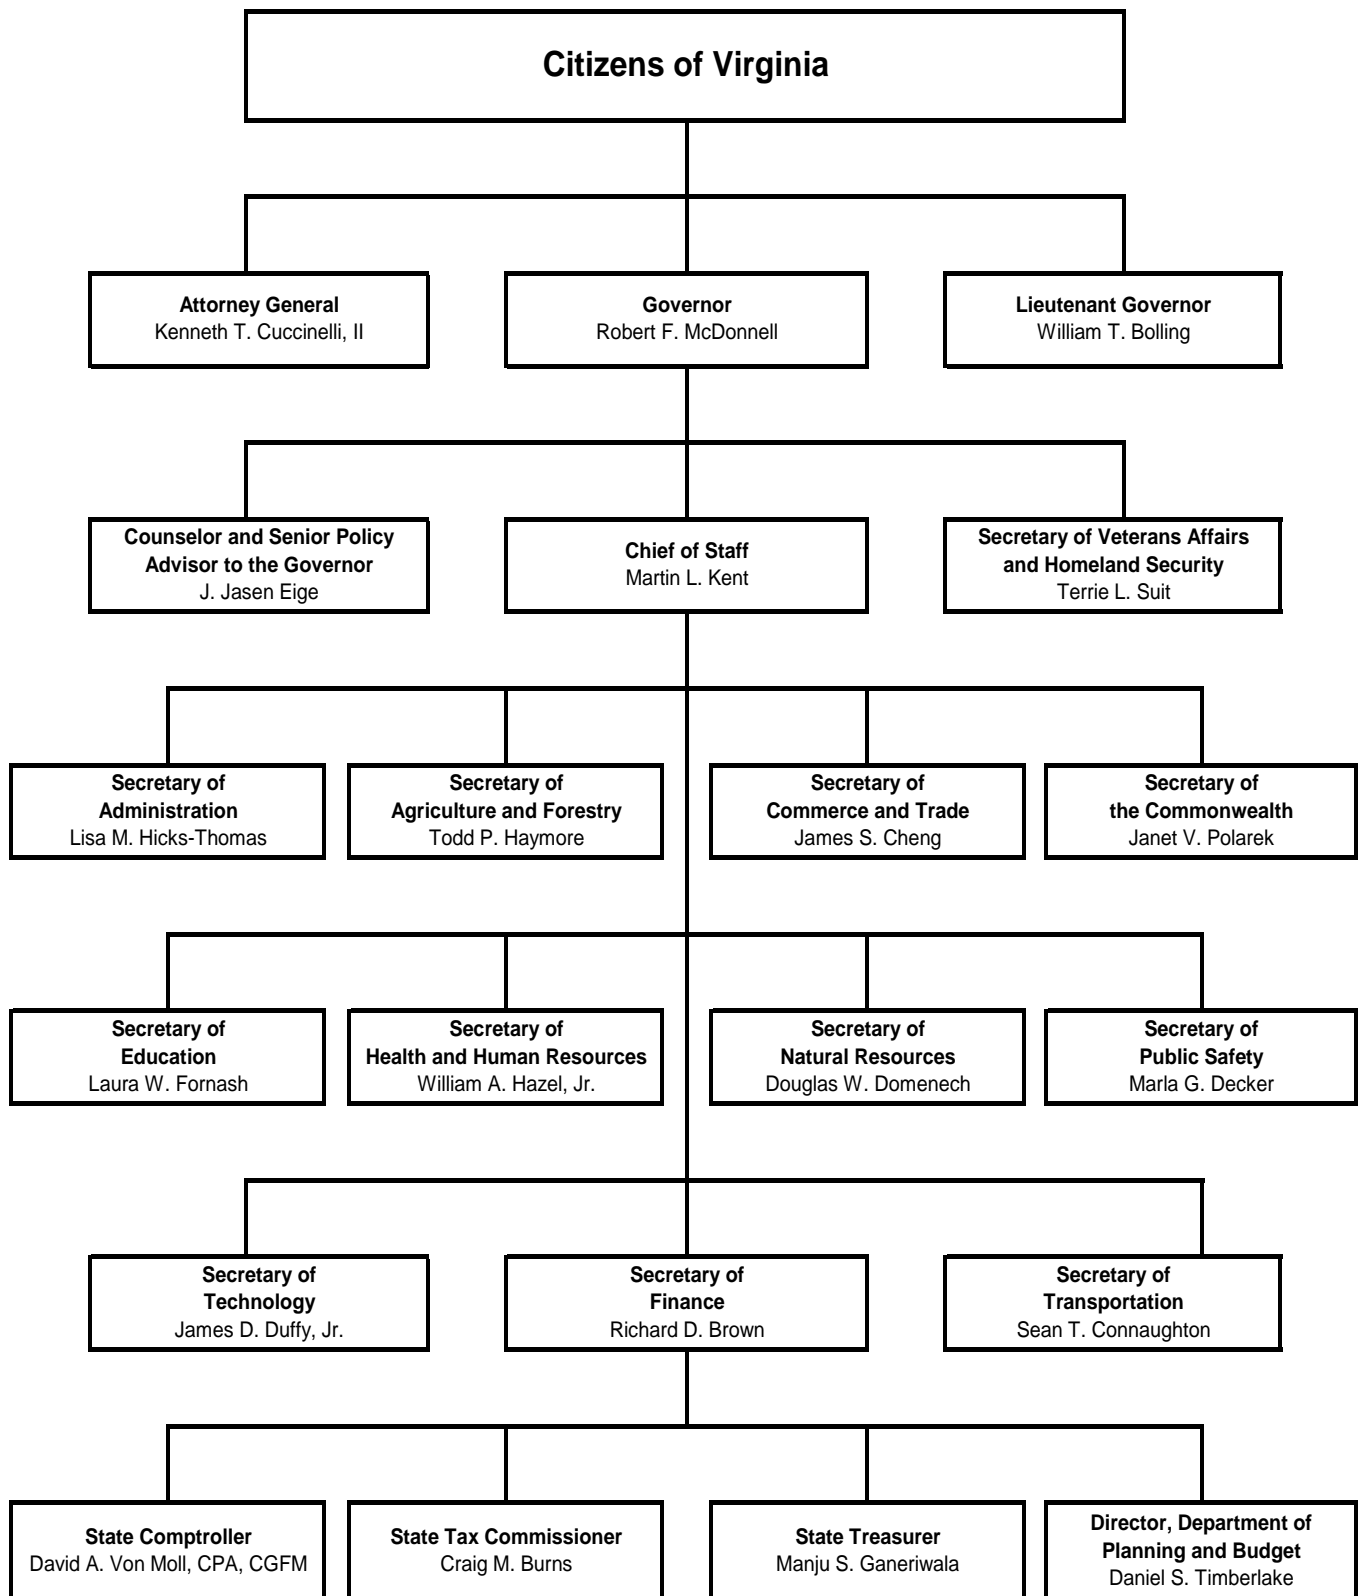 Citizens of Virginia
Attorney General
Kenneth T. Cuccinelli, II
Governor
Robert F. McDonnell
Lieutenant Governor
William T. Bolling
Counselor and Senior Policy
Advisor to the Governor
J. Jasen Eige
Chief of Staff
Martin L. Kent
Secretary of Veterans Affairs
and Homeland Security
Terrie L. Suit
Secretary of
Administration
Lisa M. Hicks-Thomas
Secretary of
Agriculture and Forestry
Todd P. Haymore
Secretary of
Commerce and Trade
James S. Cheng
Secretary of
the Commonwealth
Janet V. Polarek
Secretary of
Education
Laura W. Fornash
Secretary of
Health and Human Resources
William A. Hazel, Jr.
Secretary of
Natural Resources
Douglas W. Domenech
Secretary of
Public Safety
Marla G. Decker
Secretary of
Technology
James D. Duffy, Jr.
Secretary of
Finance
Richard D. Brown
Secretary of
Transportation
Sean T. Connaughton
State Comptroller
David A. Von Moll, CPA, CGFM
State Tax Commissioner
Craig M. Burns
State Treasurer
Manju S. Ganeriwala
Director, Department of
Planning and Budget
Daniel S. Timberlake